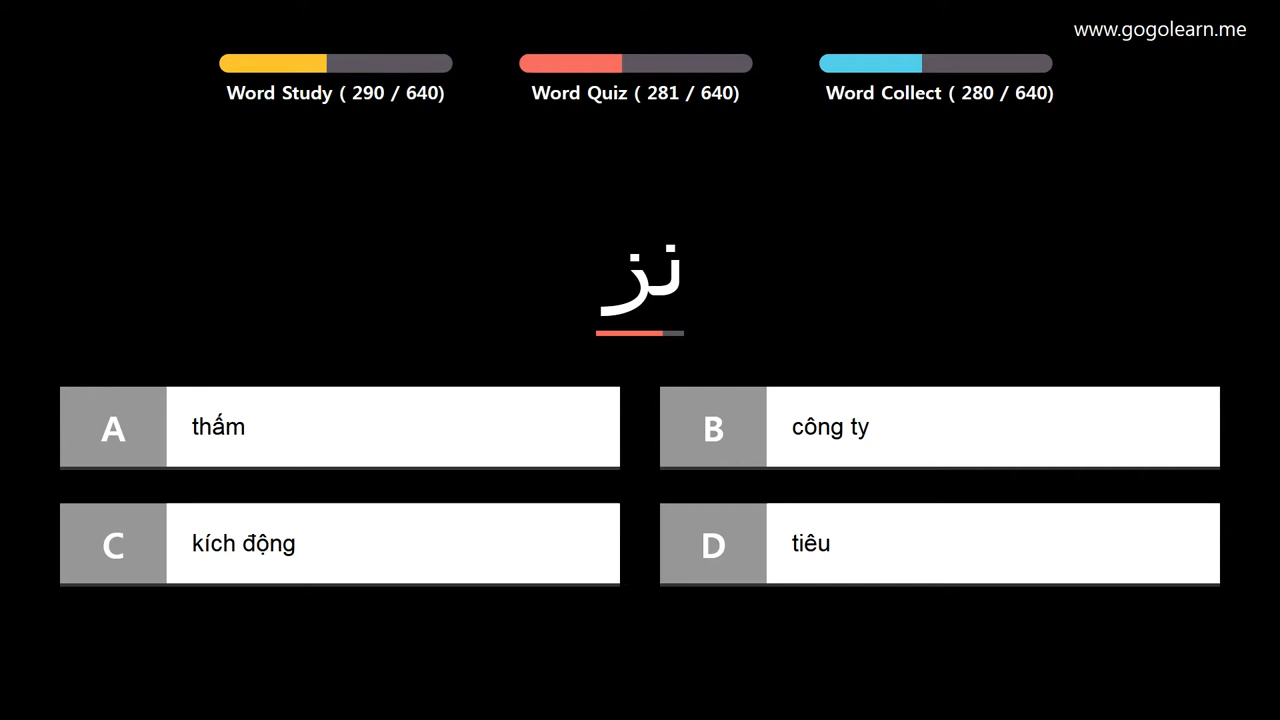 www.gogolearn.me
Word Study ( 290 / 640)
Word Quiz ( 281 / 640)
Word Collect ( 280 / 640)
نز
A thấm
B công ty
C kích động
D tiêu